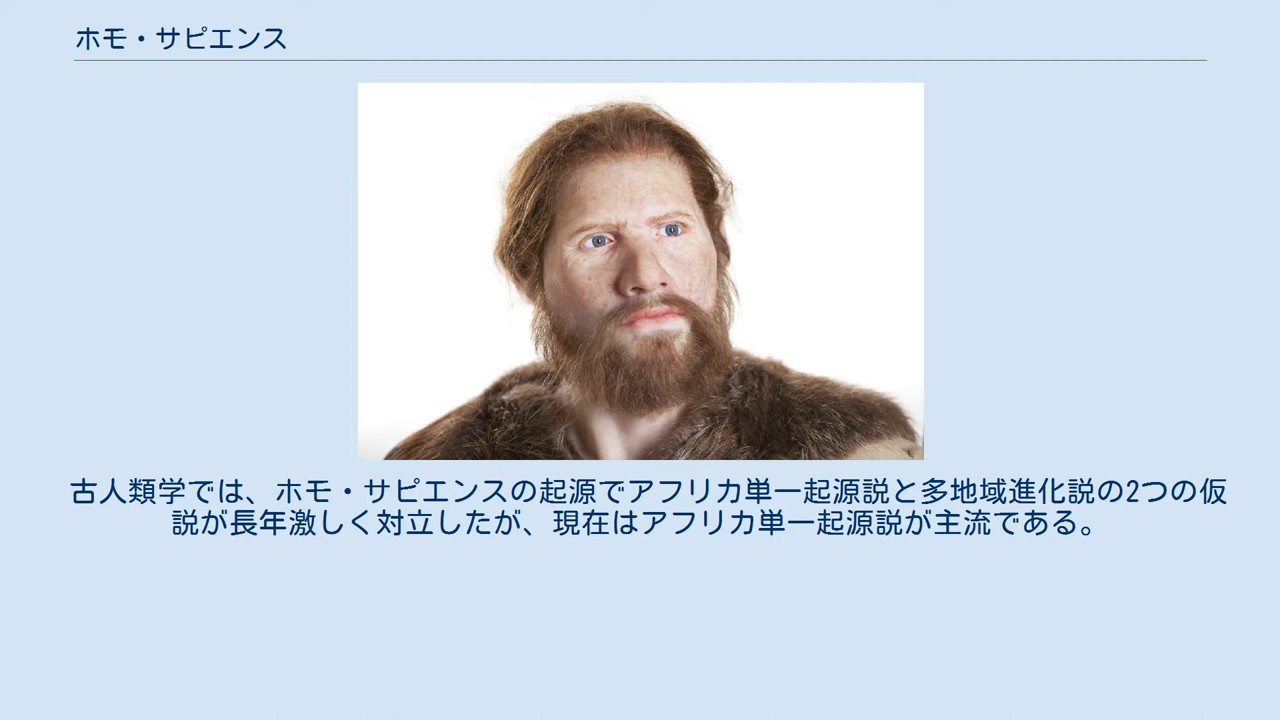 ホモ・サピエンス
古人類学では、ホモ・サピエンスの起源でアフリカ単一起源説と多地域進化説の2つの仮
説が長年激しく対立したが、現在はアフリカ単一起源説が主流である。